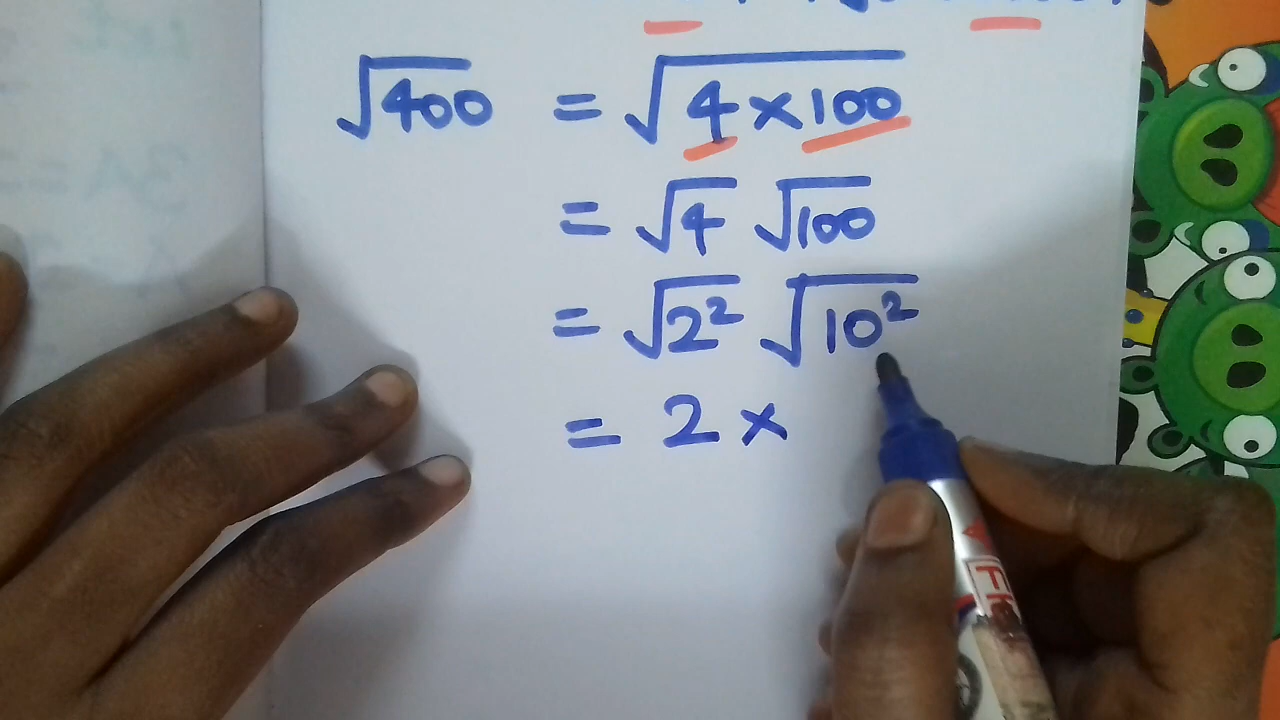 √400 = √4×100
= √4 √100
= √2² √10²
= 2 ×